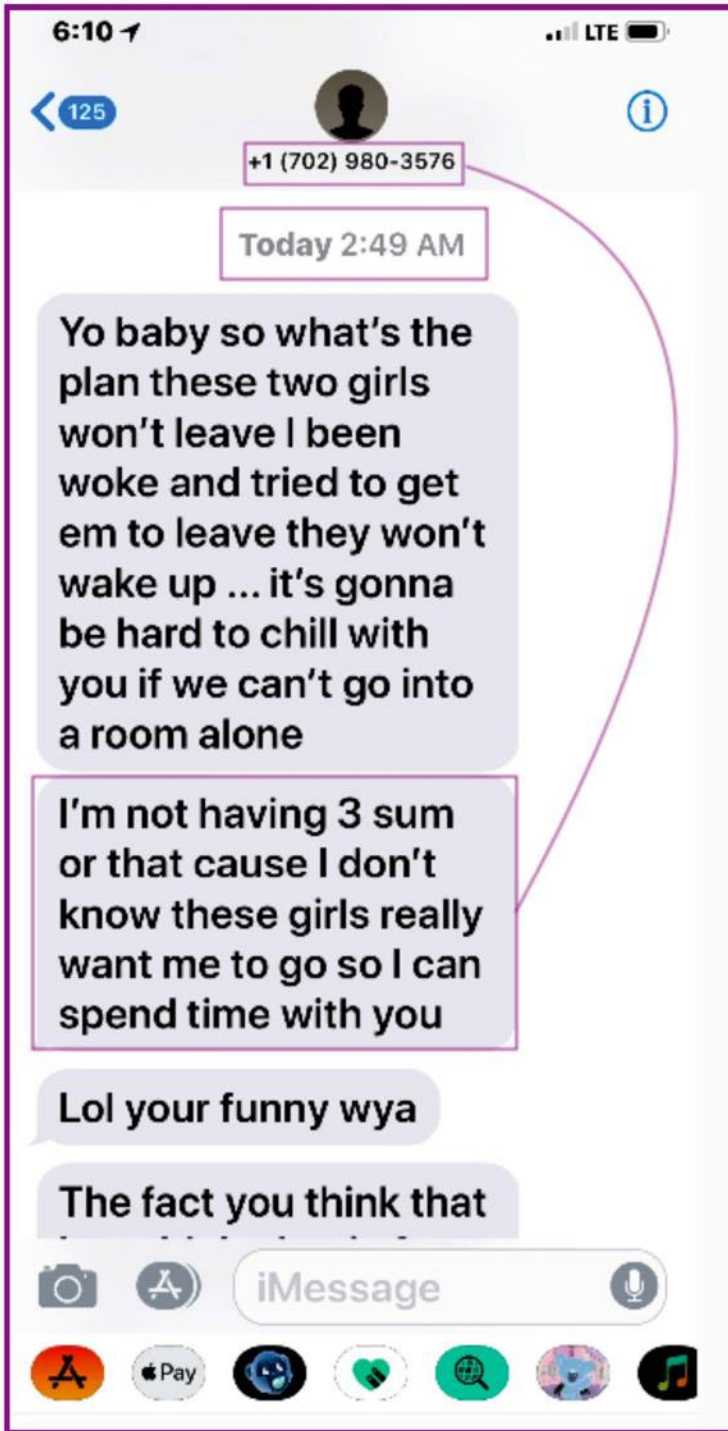 6:10
LTE
125
+1 (702) 980-3576
Today 2:49 AM
Yo baby so what's the
plan these two girls
won't leave I been
woke and tried to get
em to leave they won't
wake up ... it's gonna
be hard to chill with
you if we can't go into
a room alone
I'm not having 3 sum
or that cause I don't
know these girls really
want me to go so I can
spend time with you
Lol your funny wya
The fact you think that
iMessage
Pay